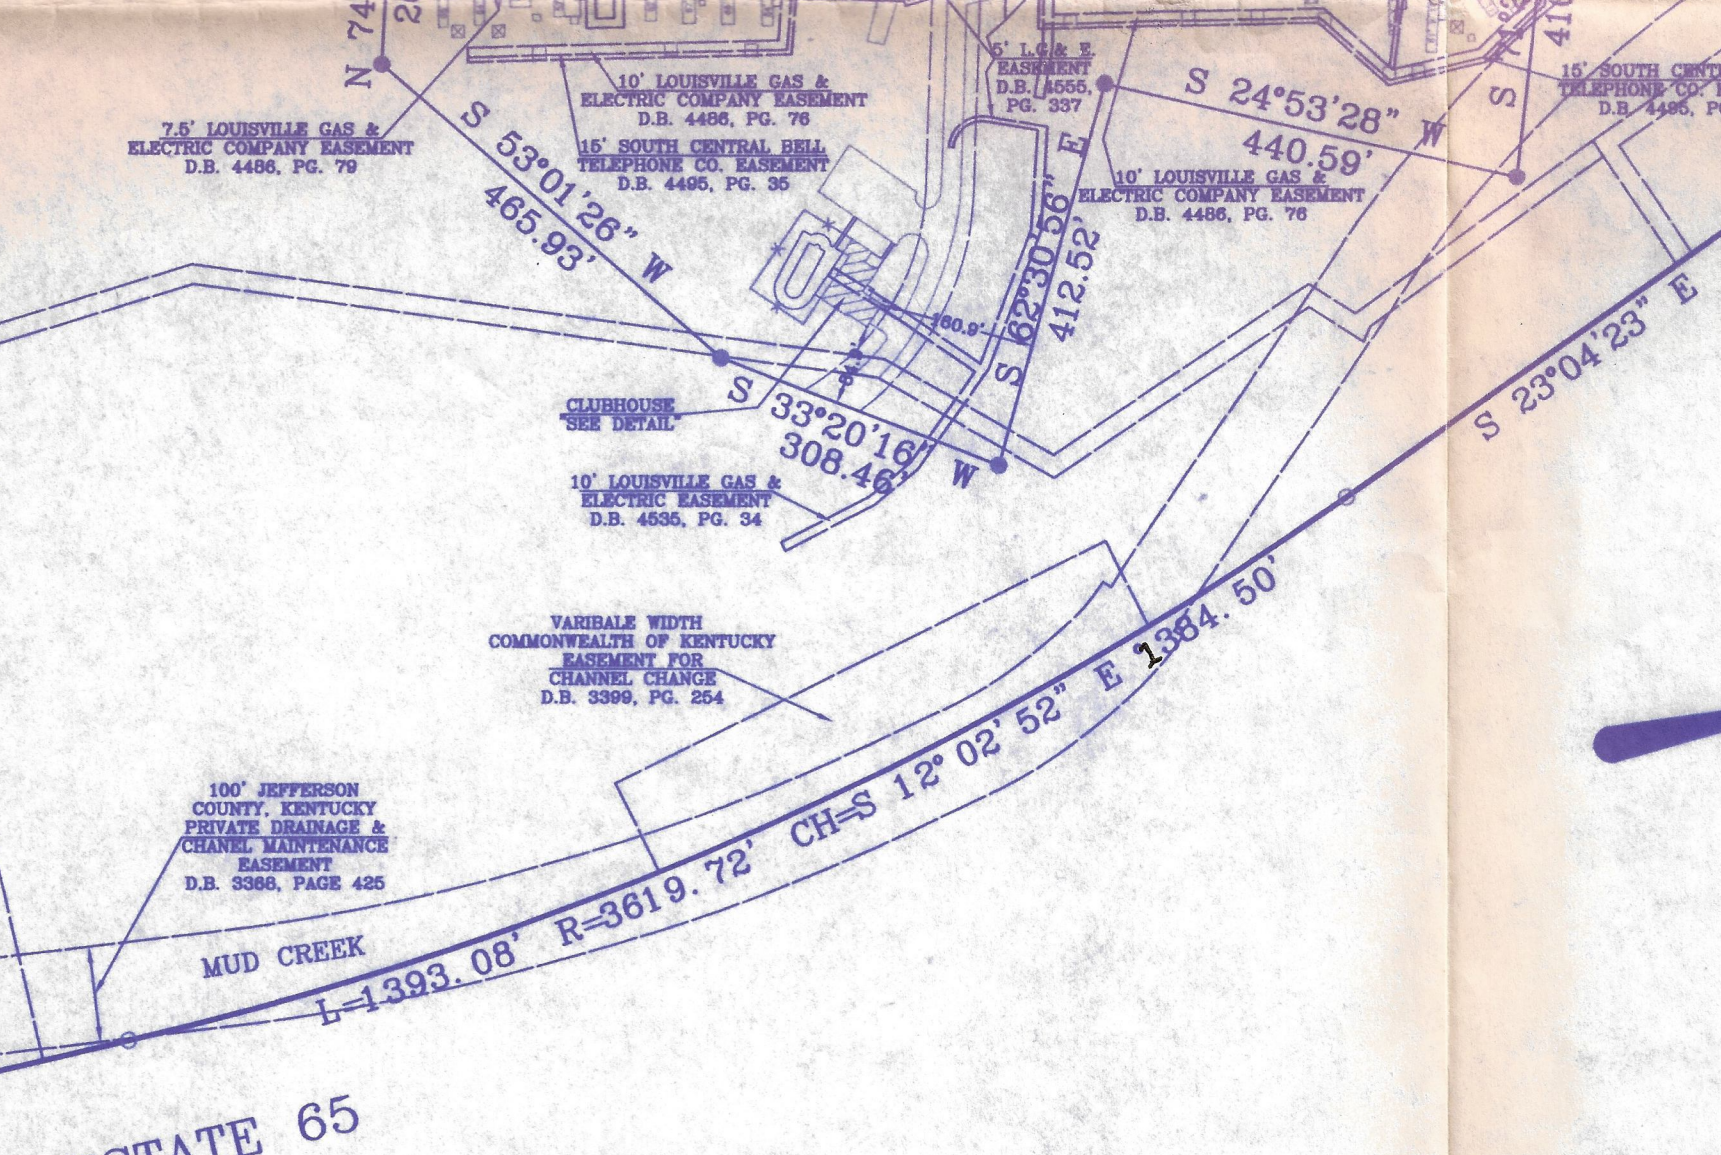 N 74
5' L.G.& E.
EASEMENT
D.B. 4555,
PG. 337
10' LOUISVILLE GAS &
ELECTRIC COMPANY EASEMENT
D.B. 4486, PG. 76
S 24°53'28" W
440.59'
15' SOUTH
TELEPHONE CO.
D.B. 4495,
S
7.5' LOUISVILLE GAS &
ELECTRIC COMPANY EASEMENT
D.B. 4486, PG. 79
S 53°01'26" W
465.93'
15' SOUTH CENTRAL BELL
TELEPHONE CO. EASEMENT
D.B. 4495, PG. 35
10' LOUISVILLE GAS &
ELECTRIC COMPANY EASEMENT
D.B. 4486, PG. 76
S 62°30'56" E
412.52'
160.9'
CLUBHOUSE
"SEE DETAIL"
S 33°20'16" W
308.46'
S 23°04'23" E
10' LOUISVILLE GAS &
ELECTRIC EASEMENT
D.B. 4535, PG. 34
VARIBALE WIDTH
COMMONWEALTH OF KENTUCKY
EASEMENT FOR
CHANNEL CHANGE
D.B. 3399, PG. 254
100' JEFFERSON
COUNTY, KENTUCKY
PRIVATE DRAINAGE &
CHANEL MAINTENANCE
EASEMENT
D.B. 3368, PAGE 425
MUD CREEK
L=1393.08' R=3619.72' CH=S 12°02'52" E 1384.50'
STATE 65